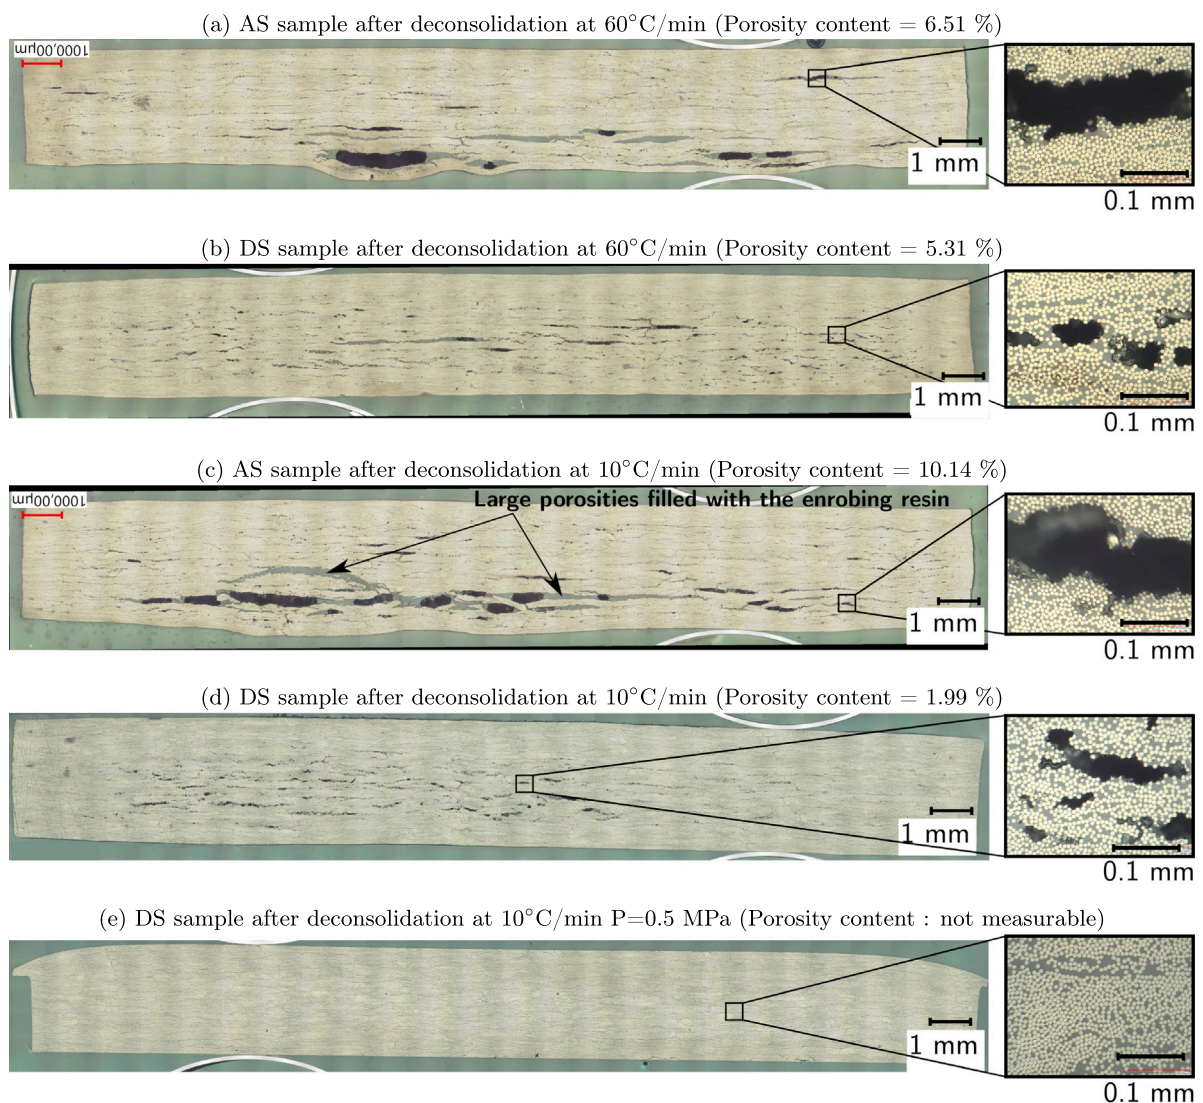 (a) AS sample after deconsolidation at 60°C/min (Porosity content = 6.51 %)
1000,00µm
1 mm
0.1 mm
(b) DS sample after deconsolidation at 60°C/min (Porosity content = 5.31 %)
1 mm
0.1 mm
(c) AS sample after deconsolidation at 10°C/min (Porosity content = 10.14 %)
1000,00µm
Large porosities filled with the enrobing resin
1 mm
0.1 mm
(d) DS sample after deconsolidation at 10°C/min (Porosity content = 1.99 %)
1 mm
0.1 mm
(e) DS sample after deconsolidation at 10°C/min P=0.5 MPa (Porosity content : not measurable)
1 mm
0.1 mm